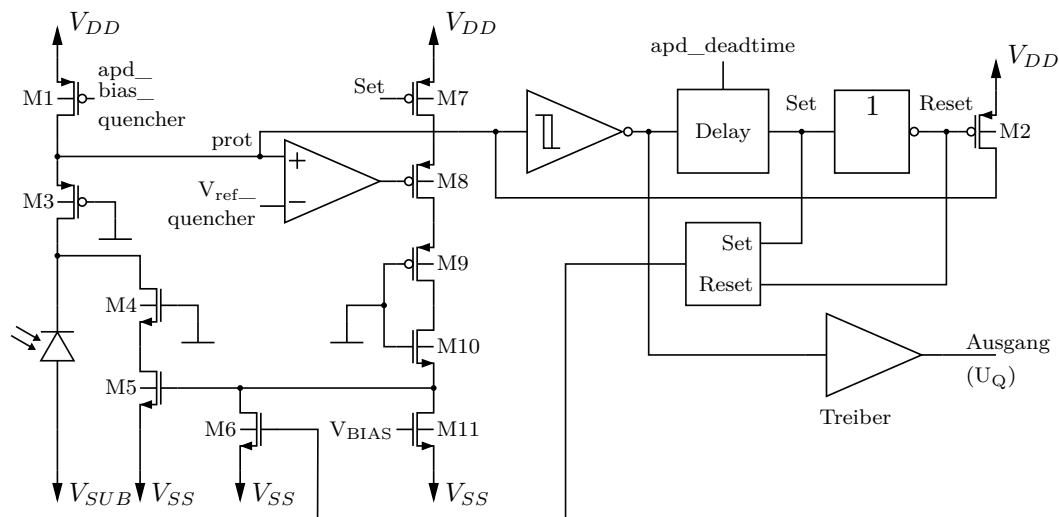 V_DD
V_DD
apd_deadtime
V_DD
apd_
bias_
quencher
M1
Set
M7
Set
Reset
1
Delay
M2
prot
+
−
V_ref_
quencher
M8
M3
M9
Set
Reset
M4
M10
Ausgang
(U_Q)
M5
Treiber
M6
V_BIAS
M11
V_SUB
V_SS
V_SS
V_SS